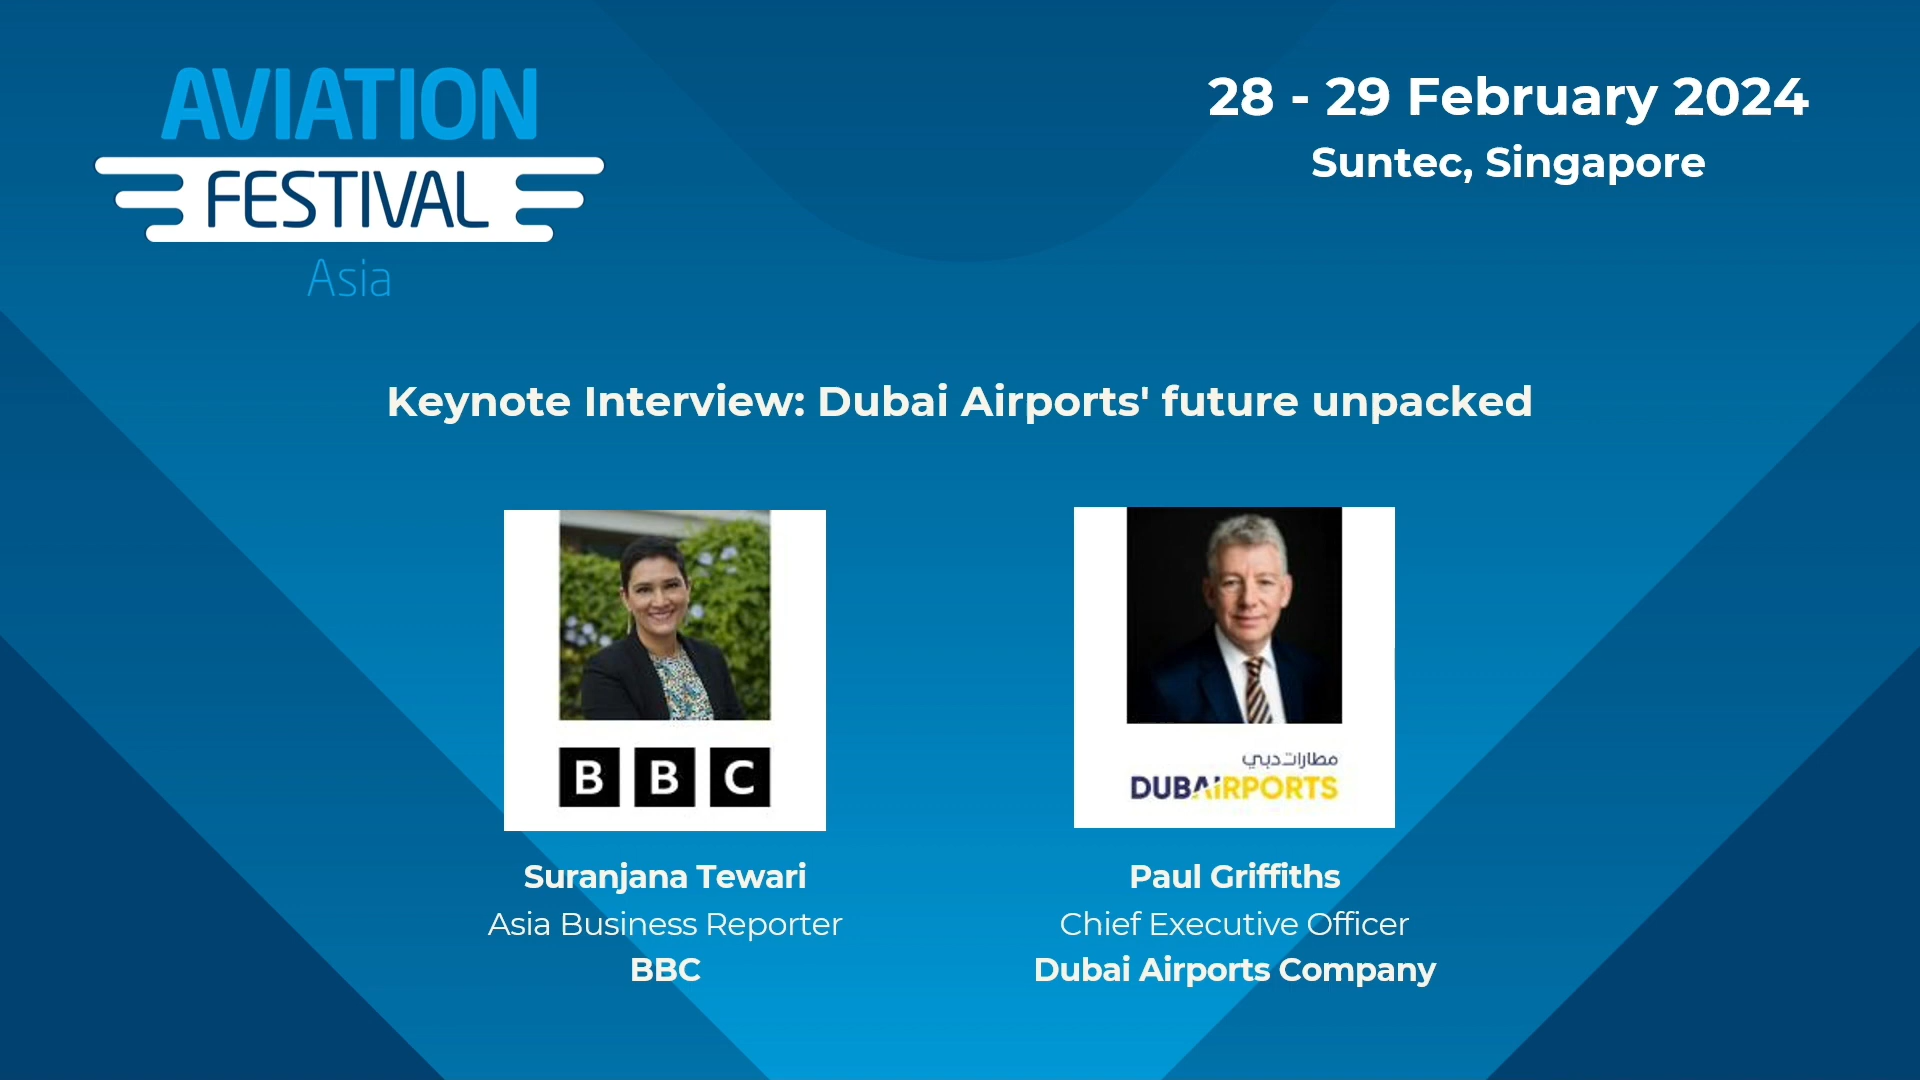 AVIATION
FESTIVAL
Asia
28 - 29 February 2024
Suntec, Singapore
Keynote Interview: Dubai Airports' future unpacked
BBC
مطارات دبي
DUBAiRPORTS
Suranjana Tewari
Asia Business Reporter
BBC
Paul Griffiths
Chief Executive Officer
Dubai Airports Company